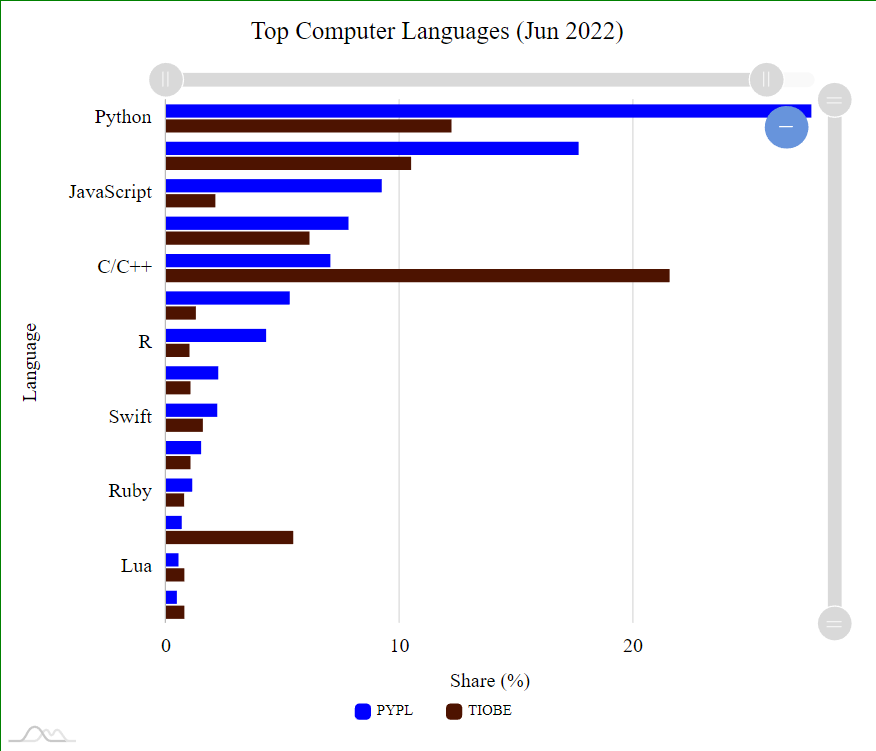 Top Computer Languages (Jun 2022)
Python
JavaScript
C/C++
R
Swift
Ruby
Lua
Language
0 10 20
Share (%)
PYPL TIOBE